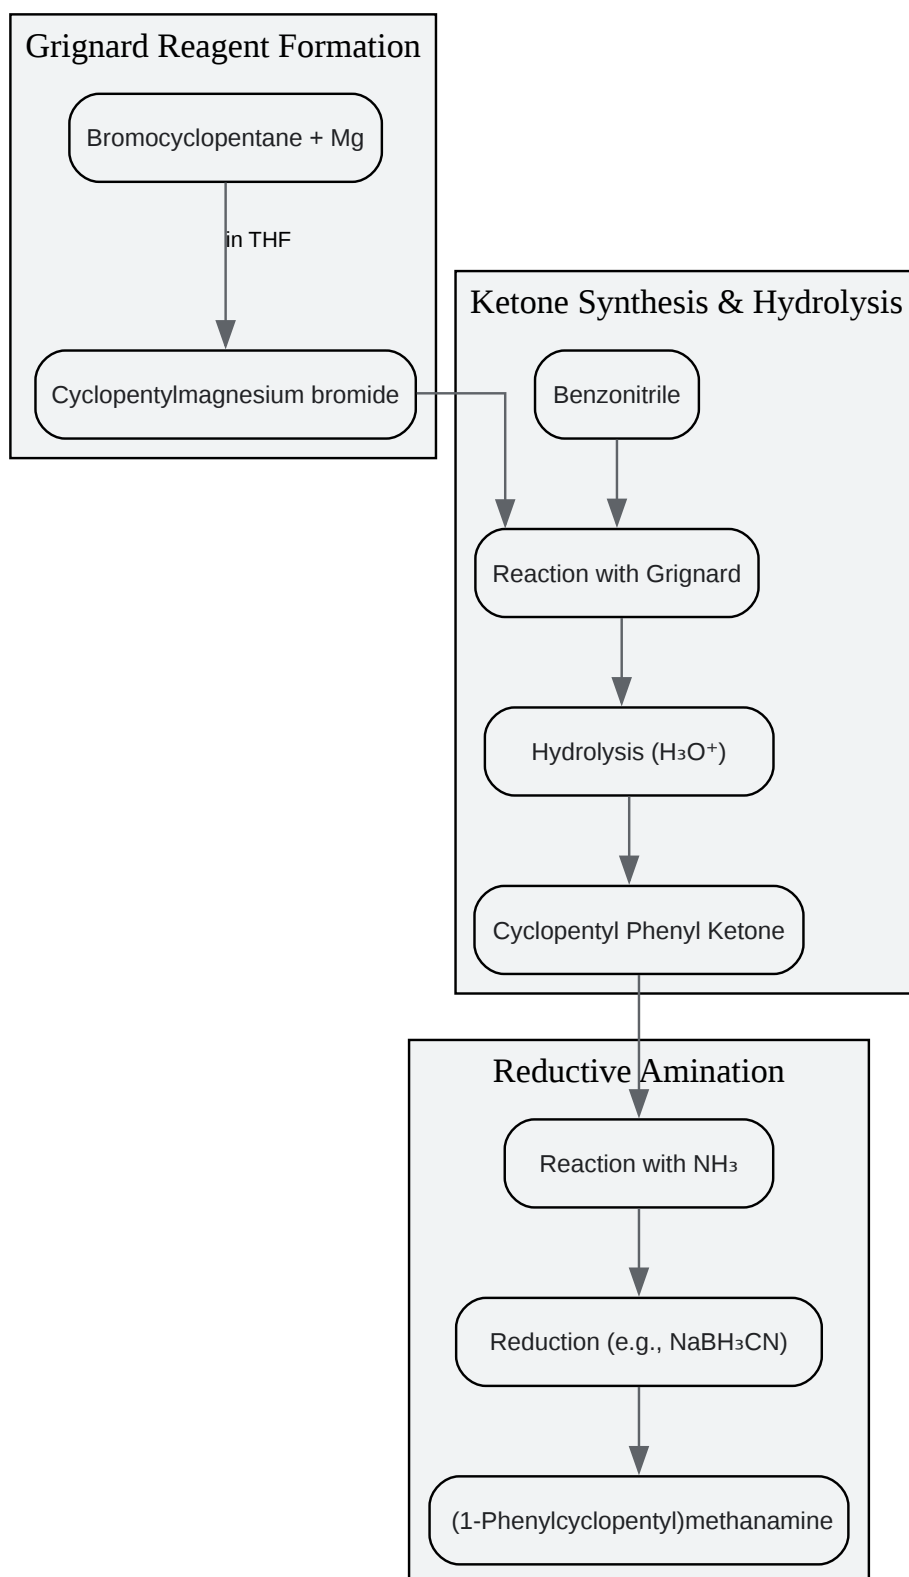 Grignard Reagent Formation
Bromocyclopentane + Mg
in THF
Cyclopentylmagnesium bromide
Ketone Synthesis & Hydrolysis
Benzonitrile
Reaction with Grignard
Hydrolysis (H₃O⁺)
Cyclopentyl Phenyl Ketone
Reductive Amination
Reaction with NH₃
Reduction (e.g., NaBH₃CN)
(1-Phenylcyclopentyl)methanamine